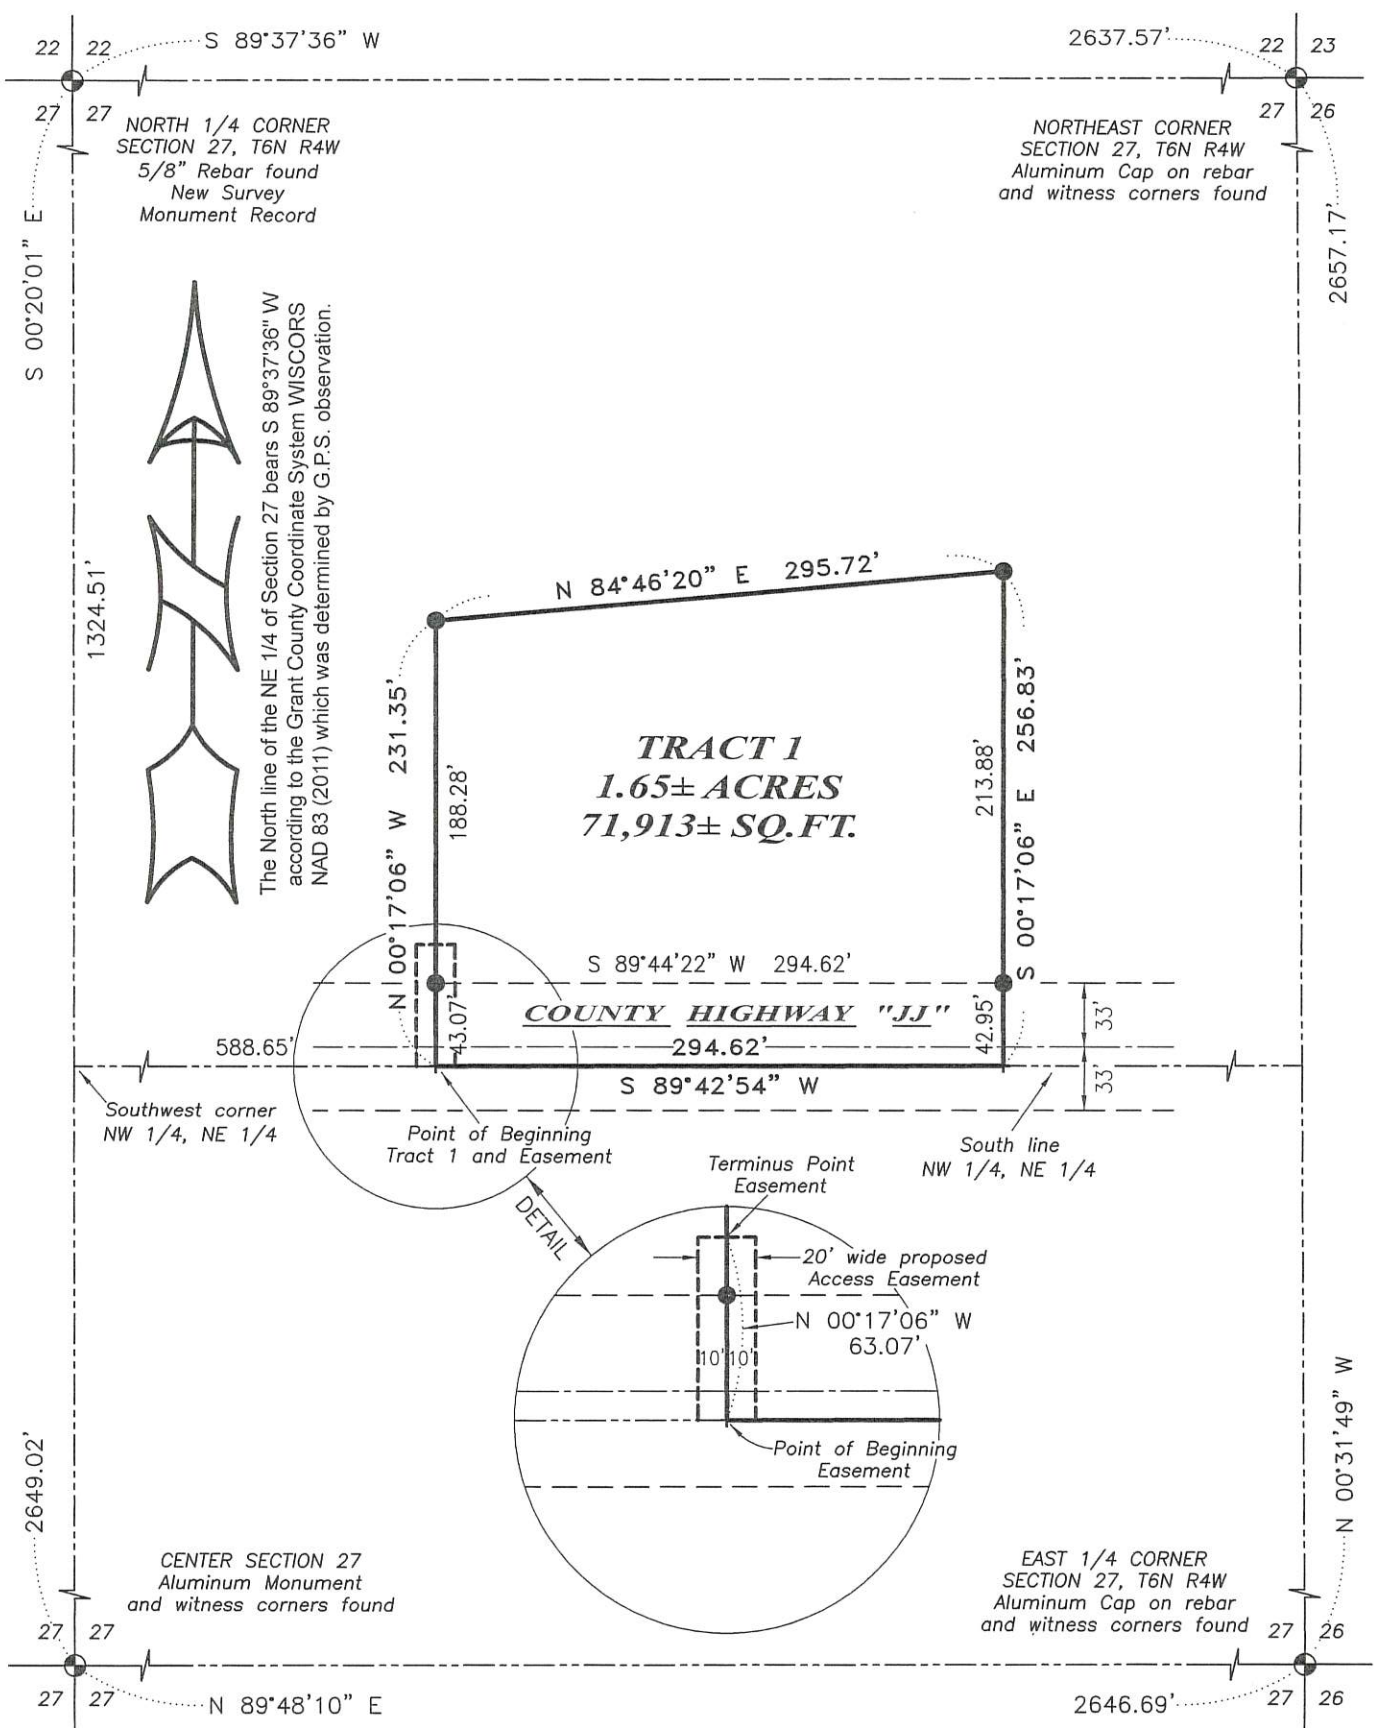 S 89°37'36" W
2637.57'
22 22
22 23
27 27
27 26
NORTH 1/4 CORNER
SECTION 27, T6N R4W
5/8" Rebar found
New Survey
Monument Record
NORTHEAST CORNER
SECTION 27, T6N R4W
Aluminum Cap on rebar
and witness corners found
S 00°20'01" E
2657.17'
The North line of the NE 1/4 of Section 27 bears S 89°37'36" W
according to the Grant County Coordinate System WISCORS
NAD 83 (2011) which was determined by G.P.S. observation.
1324.51'
N 84°46'20" E 295.72'
N 00°17'06" W 231.35'
188.28'
TRACT 1
1.65± ACRES
71,913± SQ.FT.
213.88'
S 00°17'06" E 256.83'
S 89°44'22" W 294.62'
COUNTY HIGHWAY "JJ"
43.07'
42.95'
33'
33'
588.65'
294.62'
S 89°42'54" W
Southwest corner
NW 1/4, NE 1/4
Point of Beginning
Tract 1 and Easement
South line
NW 1/4, NE 1/4
DETAIL
Terminus Point
Easement
20' wide proposed
Access Easement
N 00°17'06" W
63.07'
10' 10'
Point of Beginning
Easement
2649.02'
N 00°31'49" W
CENTER SECTION 27
Aluminum Monument
and witness corners found
EAST 1/4 CORNER
SECTION 27, T6N R4W
Aluminum Cap on rebar
and witness corners found
27 27
27 26
27 27
27 26
N 89°48'10" E
2646.69'